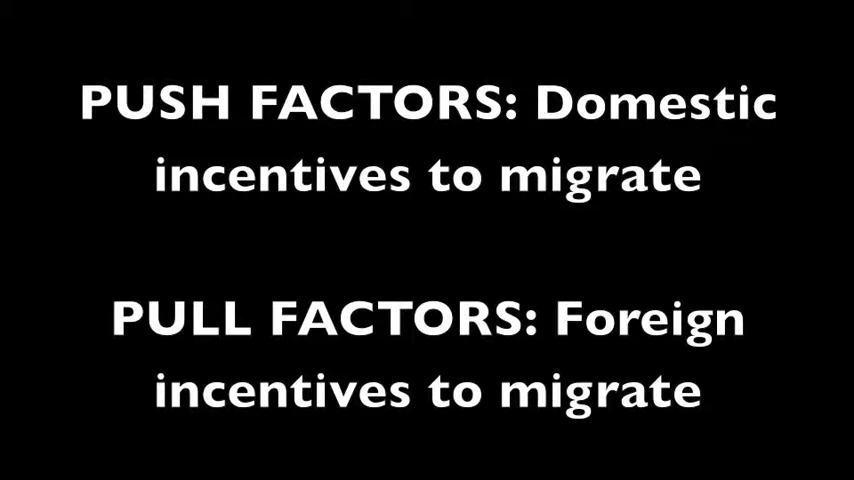 PUSH FACTORS: Domestic
incentives to migrate
PULL FACTORS: Foreign
incentives to migrate